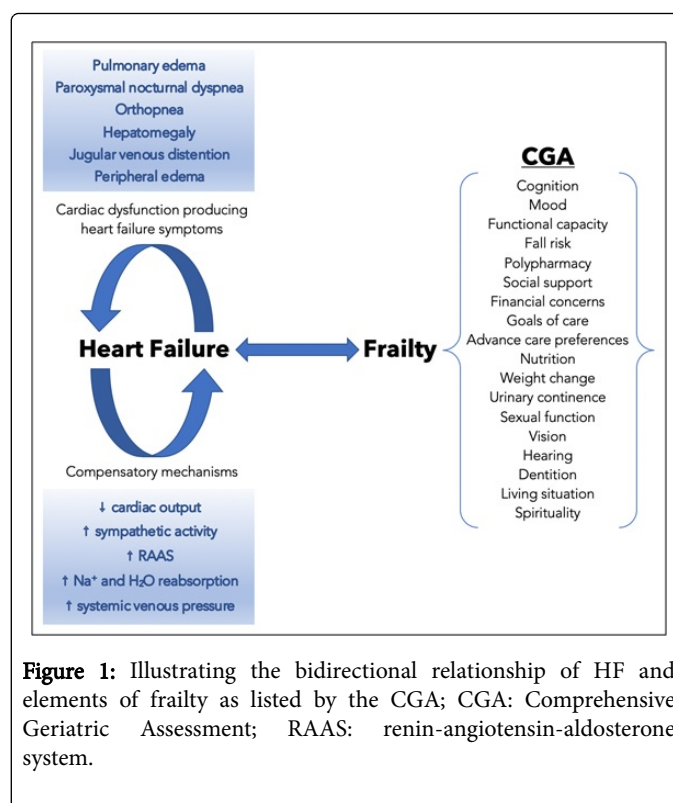 Pulmonary edema
Paroxysmal nocturnal dyspnea
Orthopnea
Hepatomegaly
Jugular venous distention
Peripheral edema
Cardiac dysfunction producing
heart failure symptoms
Heart Failure
Compensatory mechanisms
↓ cardiac output
↑ sympathetic activity
↑ RAAS
↑ Na⁺ and H₂O reabsorption
↑ systemic venous pressure
Frailty
CGA
Cognition
Mood
Functional capacity
Fall risk
Polypharmacy
Social support
Financial concerns
Goals of care
Advance care preferences
Nutrition
Weight change
Urinary continence
Sexual function
Vision
Hearing
Dentition
Living situation
Spirituality
Figure 1: Illustrating the bidirectional relationship of HF and
elements of frailty as listed by the CGA; CGA: Comprehensive
Geriatric Assessment; RAAS: renin-angiotensin-aldosterone
system.